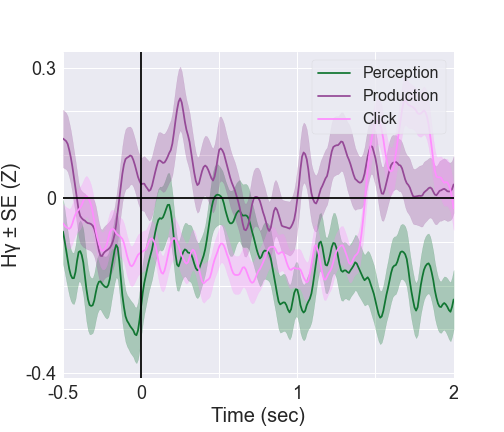 Perception
Production
Click
0.3
0
-0.4
Hγ ± SE (Z)
-0.5
0
1
2
Time (sec)